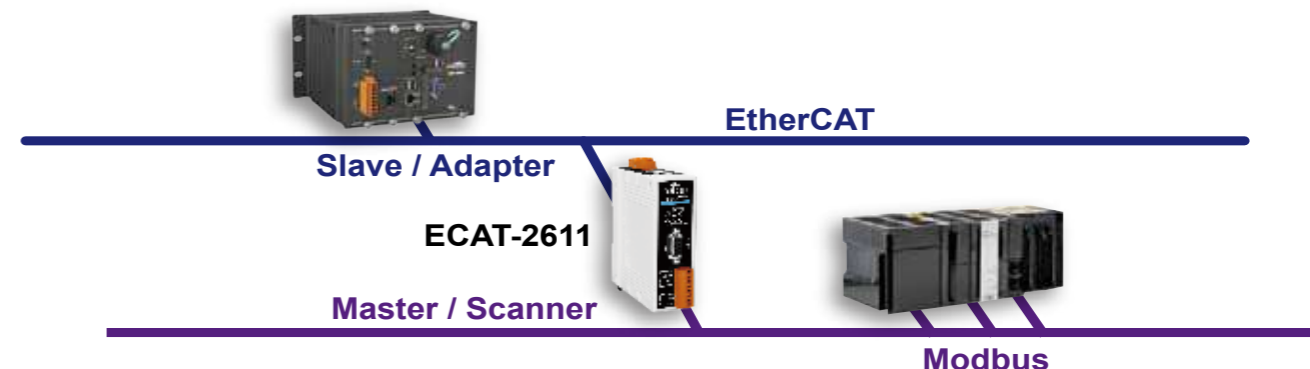 EtherCAT
Slave / Adapter
ECAT-2611
Master / Scanner
Modbus